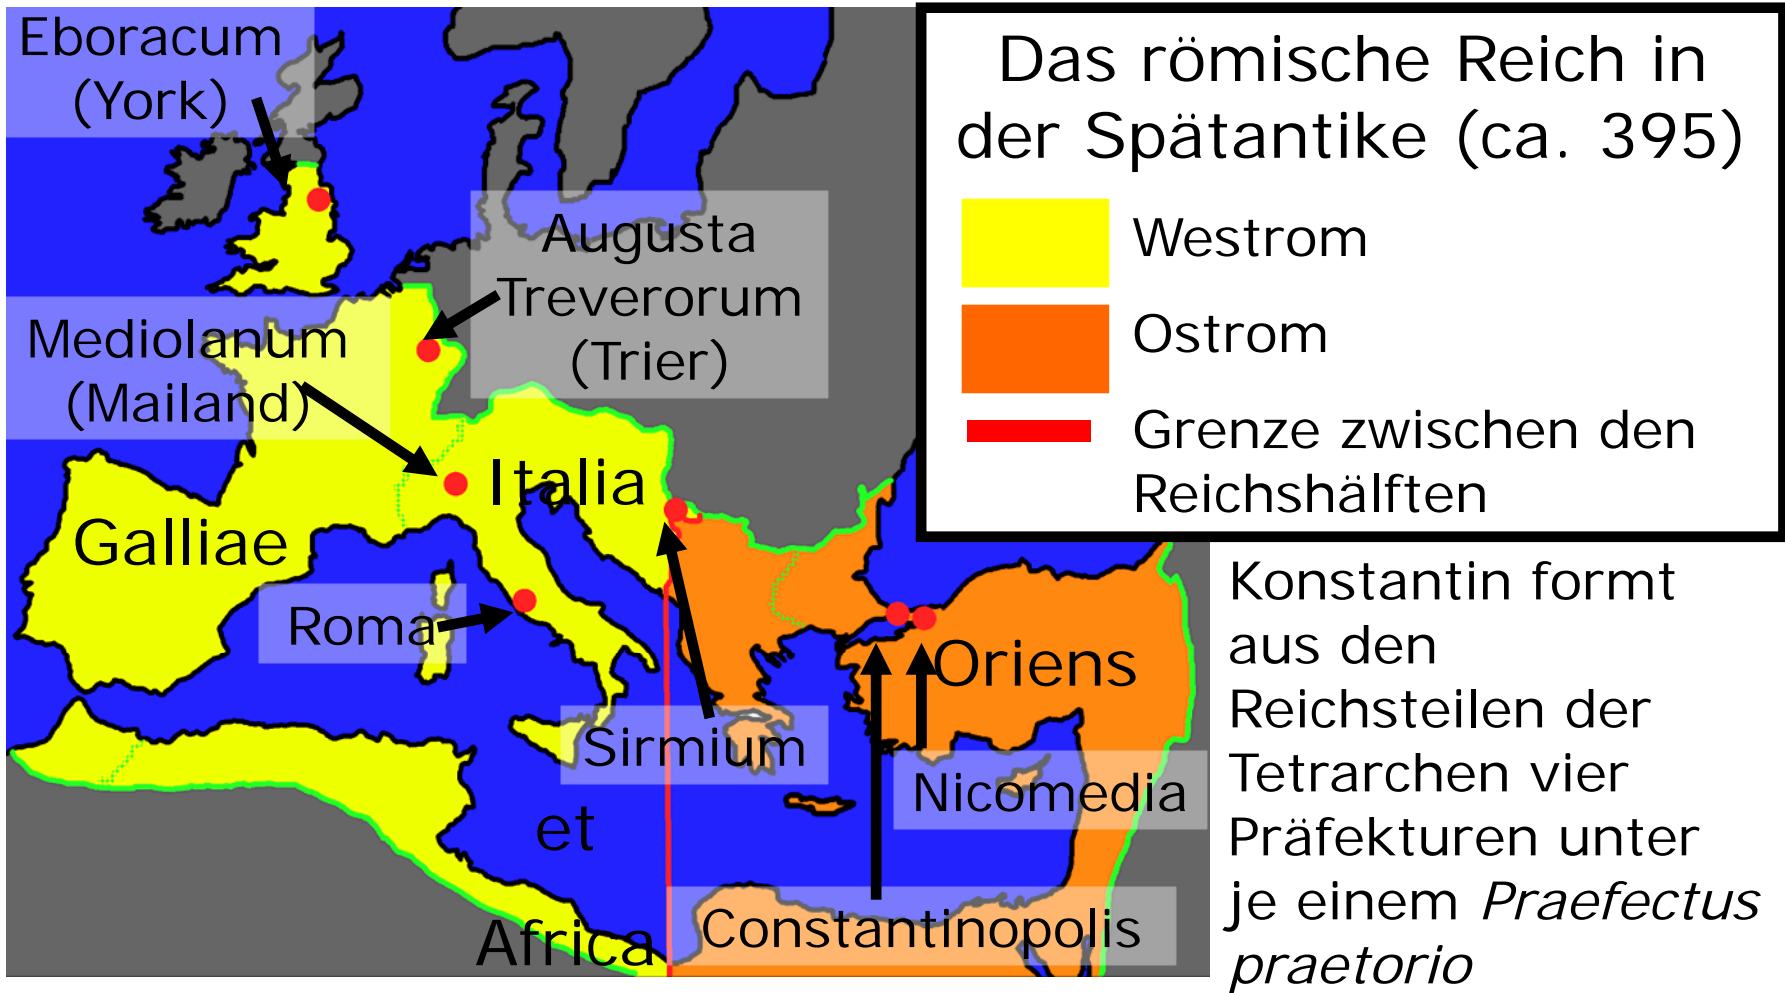 Eboracum
(York)
Das römische Reich in
der Spätantike (ca. 395)
Westrom
Ostrom
Grenze zwischen den
Reichshälften
Augusta
Treverorum
(Trier)
Mediolanum
(Mailand)
Italia
Galliae
Roma
Sirmium
Oriens
Nicomedia
et
Africa
Constantinopolis
Konstantin formt
aus den
Reichsteilen der
Tetrarchen vier
Präfekturen unter
je einem Praefectus
praetorio